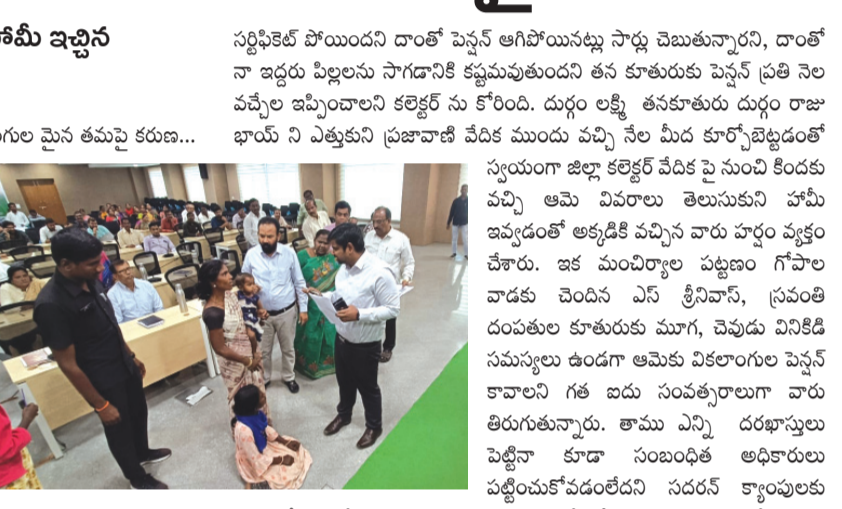 హామీ ఇచ్చిన
గుల మైన తమపై కరుణ...
సర్టిఫికెట్ పోయిందని దాంతో పెన్షన్ ఆగిపోయినట్లు సార్లు చెబుతున్నారని, దాంతో
నా ఇద్దరు పిల్లలను సాగడానికి కష్టమవుతుందని తన కూతురుకు పెన్షన్ ప్రతి నెల
వచ్చేల ఇప్పించాలని కలెక్టర్ ను కోరింది. దుర్గం లక్ష్మి తనకూతురు దుర్గం రాజు
భాయ్ ని ఎత్తుకుని ప్రజావాణి వేదిక ముందు వచ్చి నేల మీద కూర్చోబెట్టడంతో
స్వయంగా జిల్లా కలెక్టర్ వేదిక పై నుంచి కిందకు
వచ్చి ఆమె వివరాలు తెలుసుకుని హామీ
ఇవ్వడంతో అక్కడికి వచ్చిన వారు హర్షం వ్యక్తం
చేశారు. ఇక మంచిర్యాల పట్టణం గోపాల
వాడకు చెందిన ఎస్ శ్రీనివాస్, స్రవంతి
దంపతుల కూతురుకు మూగ, చెవుడు వినికిడి
సమస్యలు ఉండగా ఆమెకు వికలాంగుల పెన్షన్
కావాలని గత ఐదు సంవత్సరాలుగా వారు
తిరుగుతున్నారు. తాము ఎన్ని దరఖాస్తులు
పెట్టినా కూడా సంబంధిత అధికారులు
పట్టించుకోవడంలేదని సదరన్ క్యాంపులకు